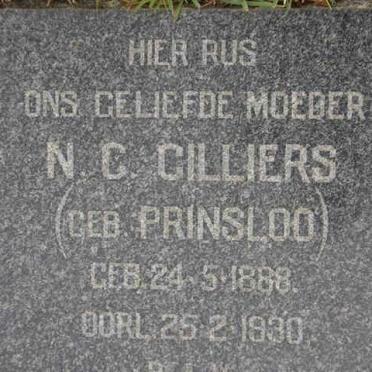 HIER RUS
ONS GELIEFDE MOEDER
N. C. CILLIERS
(GEB. PRINSLOO)
GEB. 24-5-1888.
OORL. 25-2-1930.